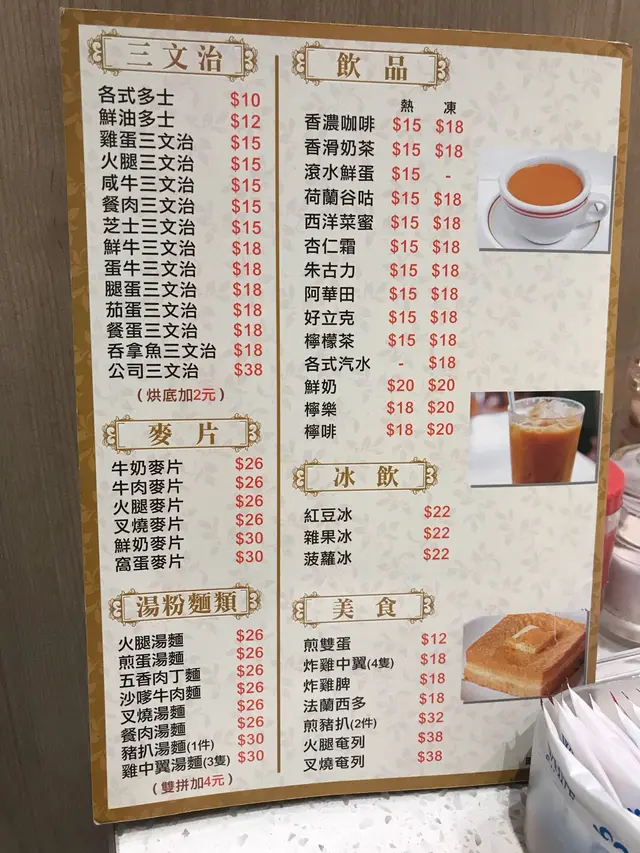 三文治
各式多士 $10
鮮油多士 $12
雞蛋三文治 $15
火腿三文治 $15
咸牛三文治 $15
餐肉三文治 $15
芝士三文治 $15
鮮牛三文治 $18
蛋牛三文治 $18
腿蛋三文治 $18
茄蛋三文治 $18
餐蛋三文治 $18
吞拿魚三文治 $18
公司三文治 $38
(烘底加2元)
麥片
牛奶麥片 $26
牛肉麥片 $26
火腿麥片 $26
叉燒麥片 $26
鮮奶麥片 $30
窩蛋麥片 $30
湯粉麵類
火腿湯麵 $26
煎蛋湯麵 $26
五香肉丁麵 $26
沙嗲牛肉麵 $26
叉燒湯麵 $26
餐肉湯麵 $26
豬扒湯麵(1件) $30
雞中翼湯麵(3隻) $30
(雙拼加4元)
飲品
熱 凍
香濃咖啡 $15 $18
香滑奶茶 $15 $18
滾水鮮蛋 $15 -
荷蘭谷咕 $15 $18
西洋菜蜜 $15 $18
杏仁霜 $15 $18
朱古力 $15 $18
阿華田 $15 $18
好立克 $15 $18
檸檬茶 $15 $18
各式汽水 - $18
鮮奶 $20 $20
檸樂 $18 $20
檸啡 $18 $20
冰飲
紅豆冰 $22
雜果冰 $22
菠蘿冰 $22
美食
煎雙蛋 $12
炸雞中翼(4隻) $18
炸雞脾 $18
法蘭西多 $18
煎豬扒(2件) $32
火腿奄列 $38
叉燒奄列 $38